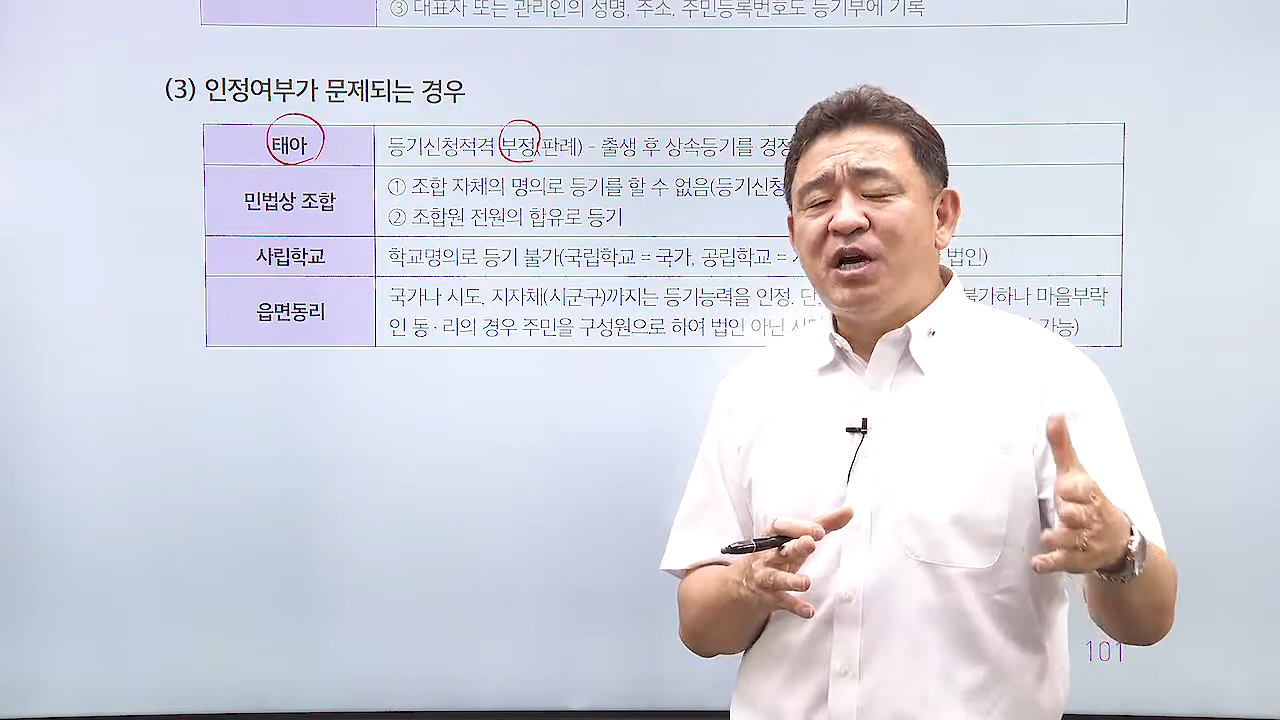 ③ 대표자 또는 관리인의 성명, 주소, 주민등록번호도 등기부에 기록
(3) 인정여부가 문제되는 경우
태아
등기신청적격 부정(판례) - 출생 후 상속등기를 경정
민법상 조합
① 조합 자체의 명의로 등기를 할 수 없음(등기신청
② 조합원 전원의 합유로 등기
사립학교
학교명의로 등기 불가(국립학교 = 국가, 공립학교 = 법인)
읍면동리
국가나 시도, 지자체(시군구)까지는 등기능력을 인정. 단, 불가하나 마을부락
인 동·리의 경우 주민을 구성원으로 하여 법인 아닌 가능)
101